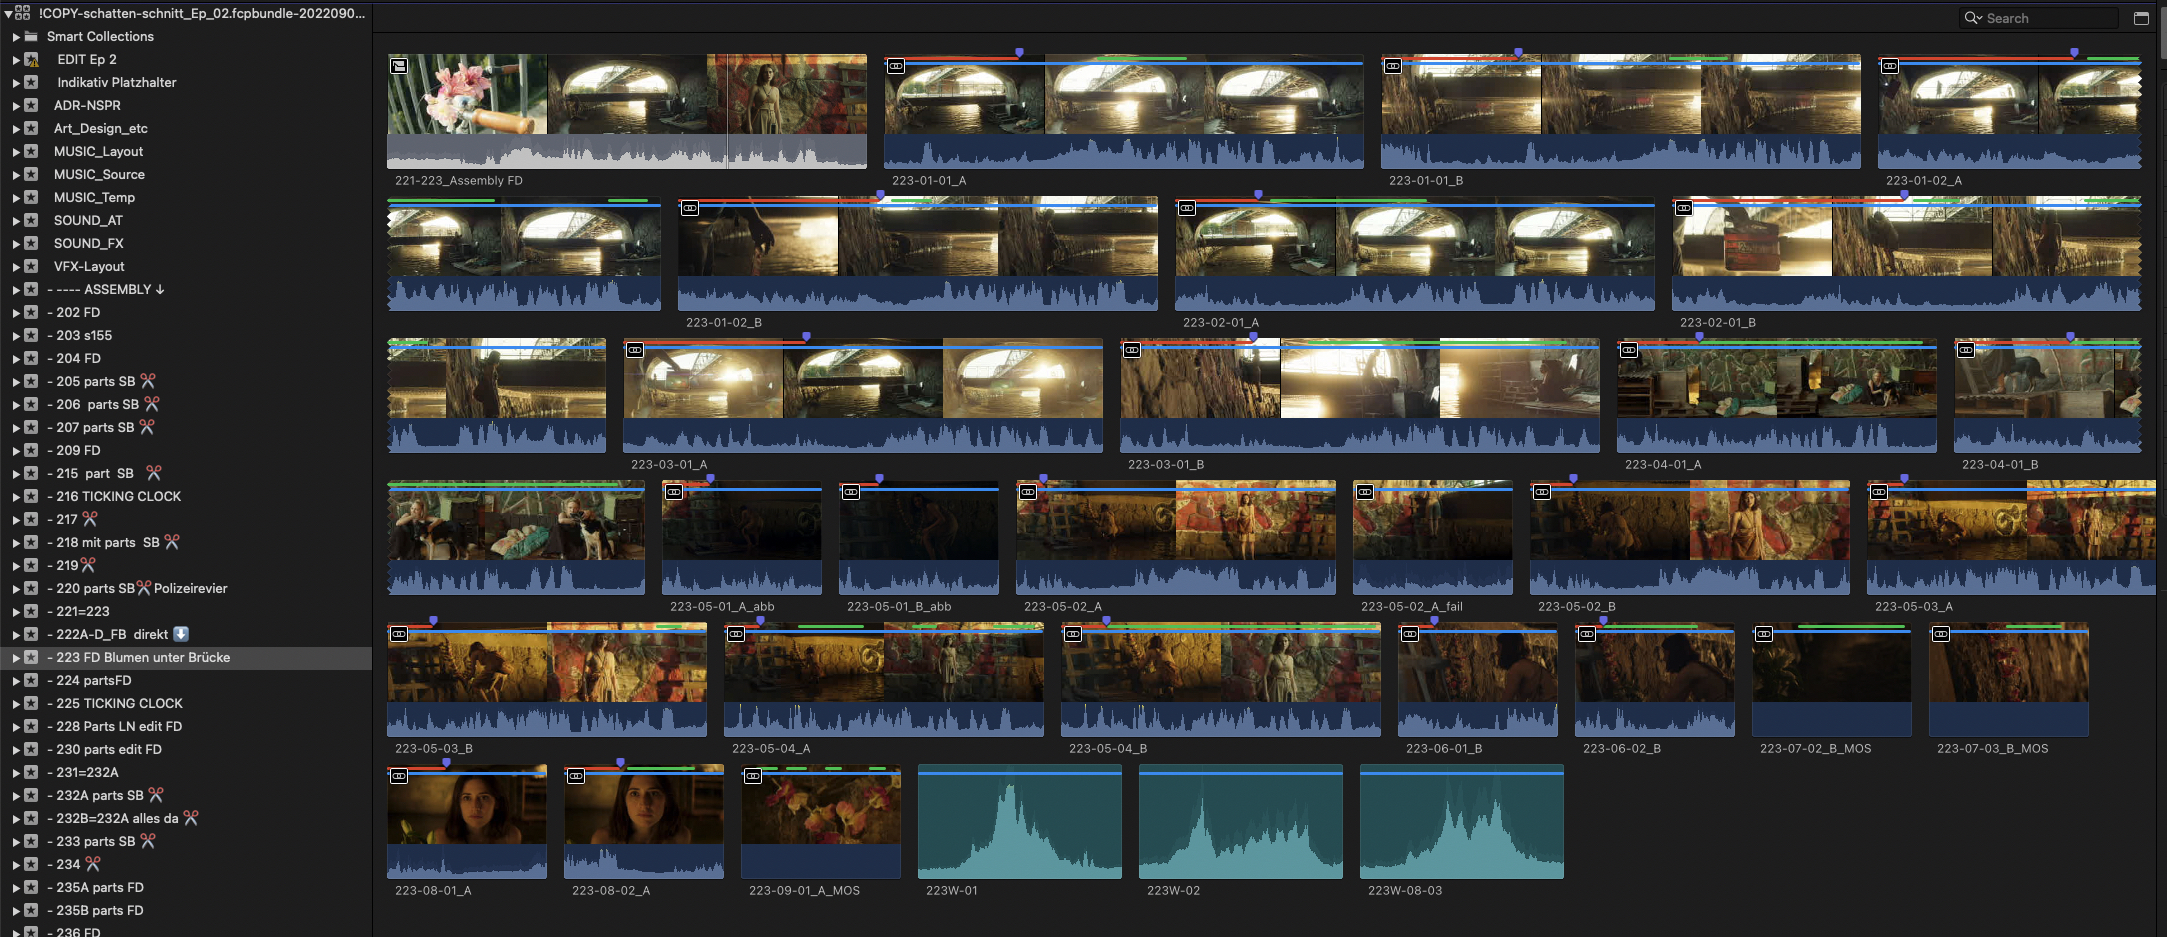 !COPY-schatten-schnitt_Ep_02.fcpbundle-2022090...
Smart Collections
EDIT Ep 2
Indikativ Platzhalter
ADR-NSPR
Art_Design_etc
MUSIC_Layout
MUSIC_Source
MUSIC_Temp
SOUND_AT
SOUND_FX
VFX-Layout
- ---- ASSEMBLY ↓
- 202 FD
- 203 s155
- 204 FD
- 205 parts SB ✂️
- 206 parts SB ✂️
- 207 parts SB ✂️
- 209 FD
- 215 part SB ✂️
- 216 TICKING CLOCK
- 217 ✂️
- 218 mit parts SB ✂️
- 219✂️
- 220 parts SB✂️Polizeirevier
- 221=223
- 222A-D_FB direkt ⬇️
- 223 FD Blumen unter Brücke
- 224 partsFD
- 225 TICKING CLOCK
- 228 Parts LN edit FD
- 230 parts edit FD
- 231=232A
- 232A parts SB ✂️
- 232B=232A alles da ✂️
- 233 parts SB ✂️
- 234 ✂️
- 235A parts FD
- 235B parts FD
- 236 FD
Search
221-223_Assembly FD
223-01-01_A
223-01-01_B
223-01-02_A
223-01-02_B
223-02-01_A
223-02-01_B
223-03-01_A
223-03-01_B
223-04-01_A
223-04-01_B
223-05-01_A_abb
223-05-01_B_abb
223-05-02_A
223-05-02_A_fail
223-05-02_B
223-05-03_A
223-05-03_B
223-05-04_A
223-05-04_B
223-06-01_B
223-06-02_B
223-07-02_B_MOS
223-07-03_B_MOS
223-08-01_A
223-08-02_A
223-09-01_A_MOS
223W-01
223W-02
223W-08-03